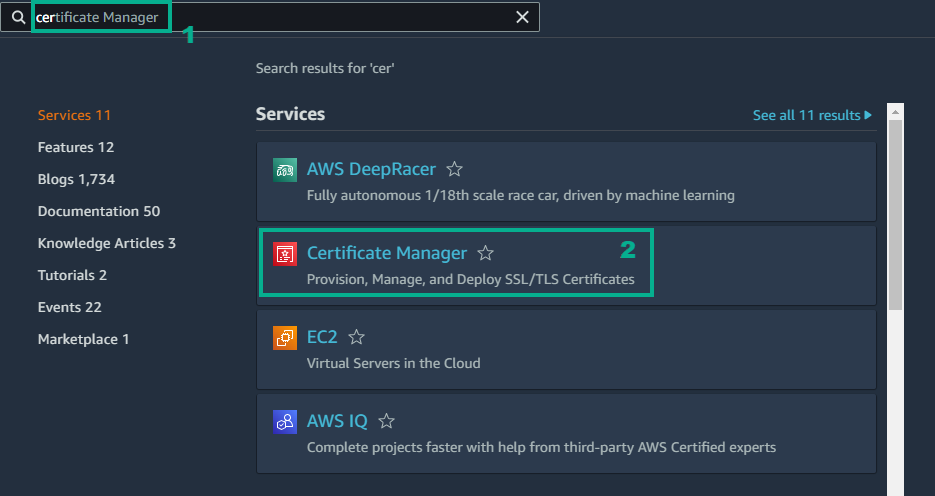 certificate Manager
1
Search results for 'cer'
Services 11
Features 12
Blogs 1,734
Documentation 50
Knowledge Articles 3
Tutorials 2
Events 22
Marketplace 1
Services
See all 11 results
AWS DeepRacer
Fully autonomous 1/18th scale race car, driven by machine learning
Certificate Manager
2
Provision, Manage, and Deploy SSL/TLS Certificates
EC2
Virtual Servers in the Cloud
AWS IQ
Complete projects faster with help from third-party AWS Certified experts